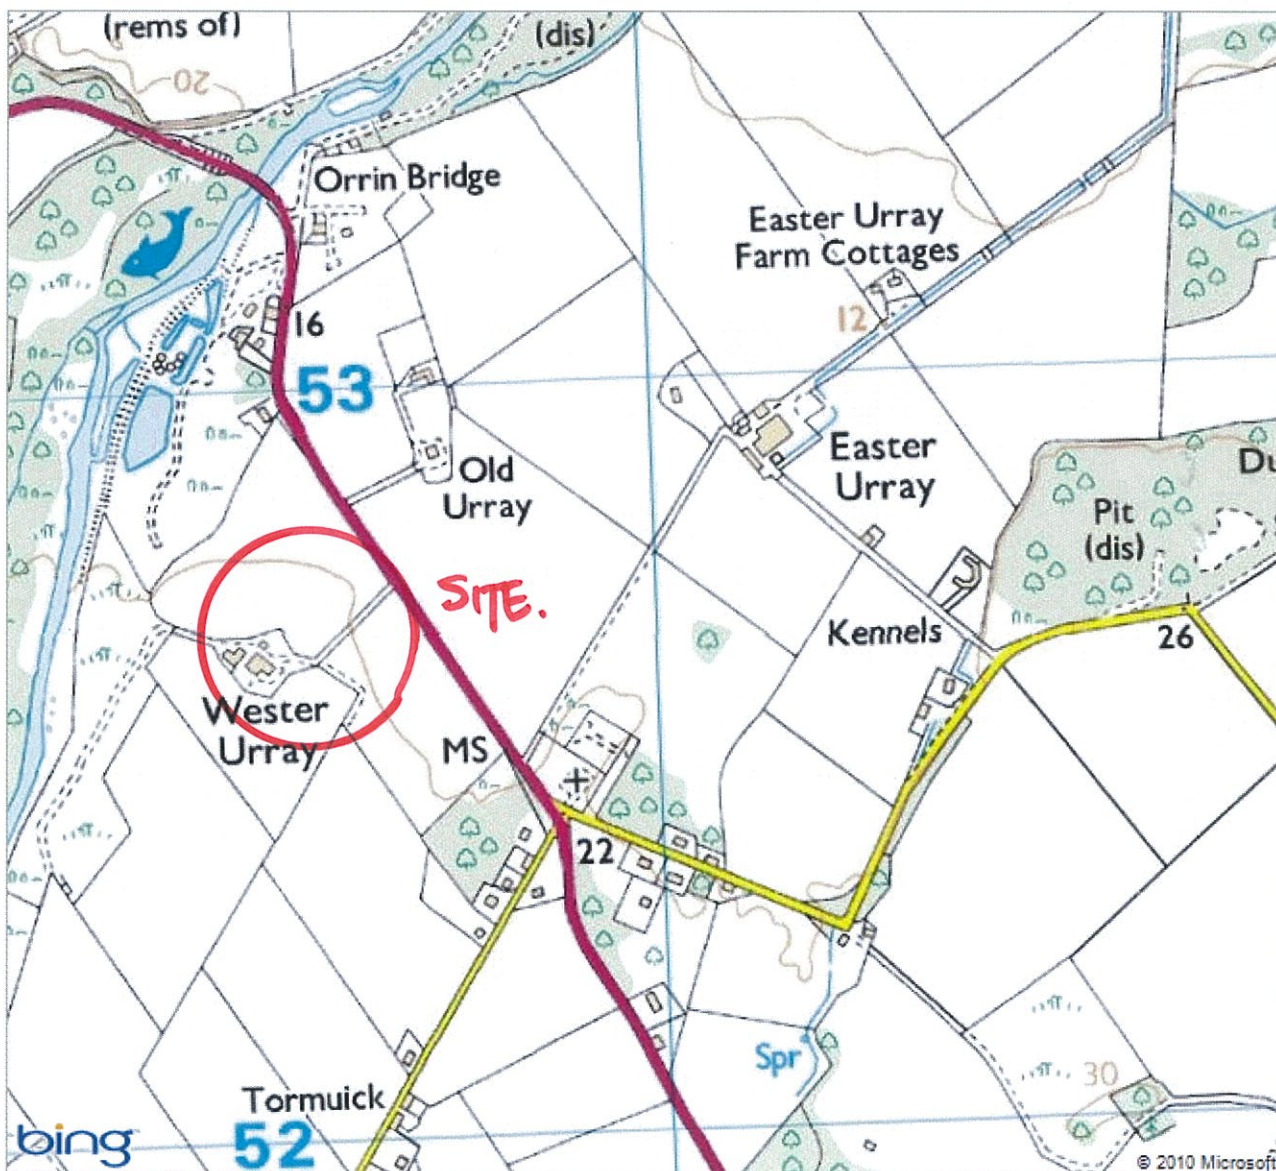 (rems of)
(dis)
20
Orrin Bridge
Easter Urray
Farm Cottages
12
16
53
Old
Urray
Easter
Urray
Du
Pit
(dis)
SITE.
Kennels
26
Wester
Urray
MS
22
Spr
30
Tormuick
52
bing
© 2010 Microsoft